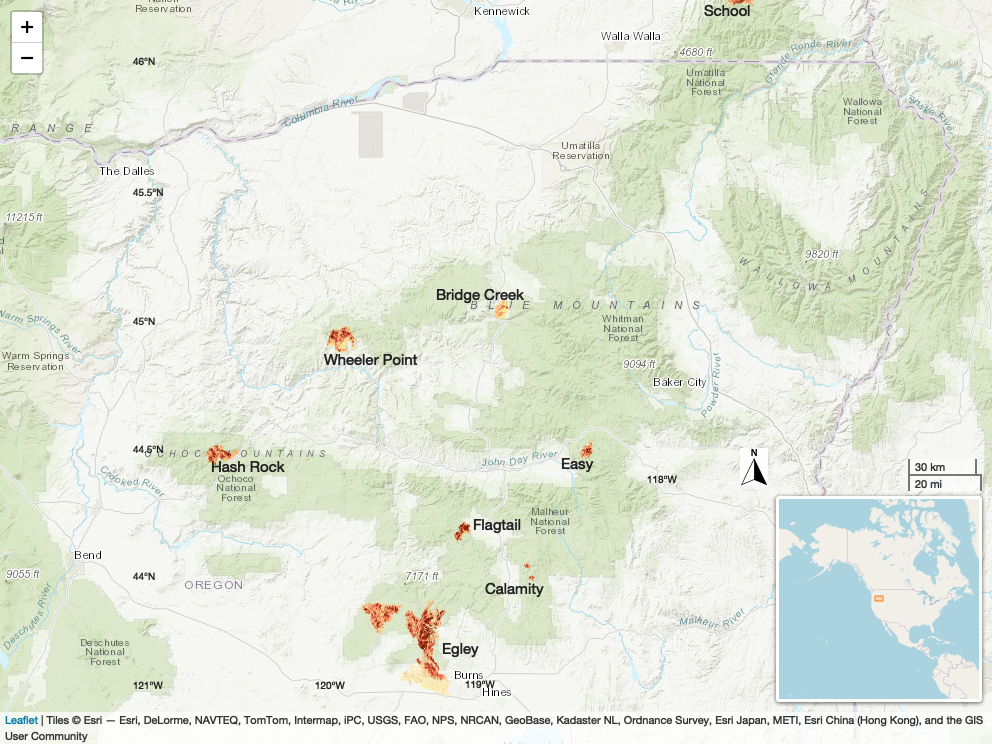 Nation
Reservation
Kennewick
School
+
−
Walla Walla
4680 ft
Grande Ronde River
46°N
Umatilla
National
Forest
Wallowa
National
Forest
Columbia River
RANGE
Umatilla
Reservation
The Dalles
45.5°N
11215 ft
9820 ft
WALLOWA MOUNTAINS
Bridge Creek
BLUE MOUNTAINS
Warm Springs
River
45°N
Whitman
National
Forest
Warm Springs
Reservation
Wheeler Point
9094 ft
Baker City
Powder River
44.5°N
OCHOCO MOUNTAINS
Hash Rock
Ochoco
National
Forest
John Day River
Easy
118°W
N
30 km
20 mi
Crooked River
Flagtail
Malheur
National
Forest
Bend
9055 ft
44°N
OREGON
7171 ft
Calamity
Deschutes River
Malheur River
Deschutes
National
Forest
Egley
Burns
121°W
120°W
119°W
Hines
Leaflet | Tiles © Esri — Esri, DeLorme, NAVTEQ, TomTom, Intermap, iPC, USGS, FAO, NPS, NRCAN, GeoBase, Kadaster NL, Ordnance Survey, Esri Japan, METI, Esri China (Hong Kong), and the GIS
User Community